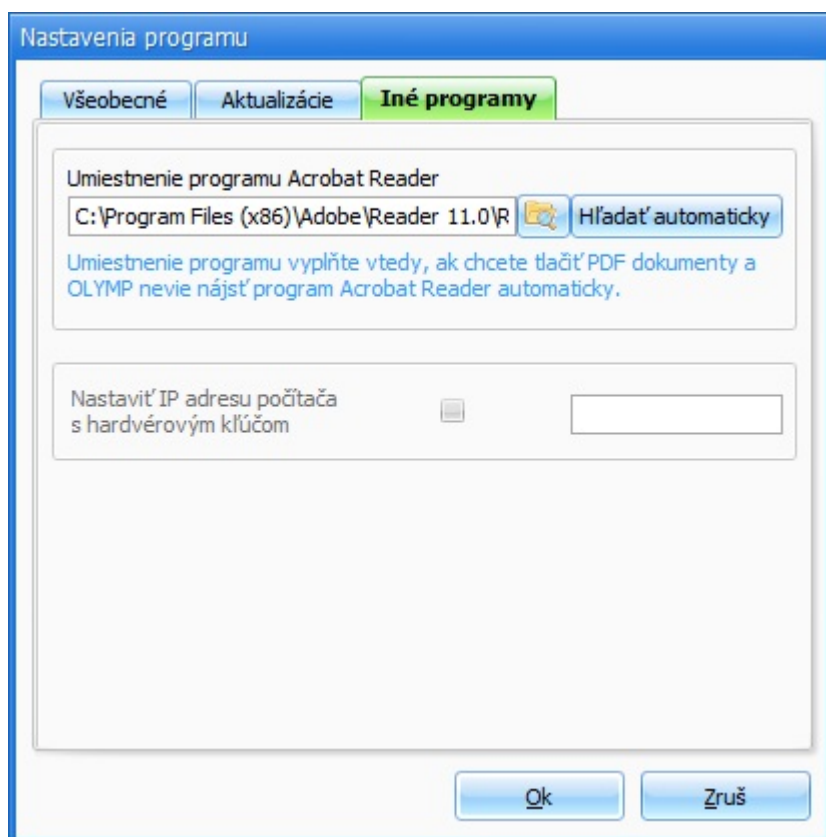 Nastavenia programu
Všeobecné Aktualizácie Iné programy
Umiestnenie programu Acrobat Reader
C:\Program Files (x86)\Adobe\Reader 11.0\R Hľadať automaticky
Umiestnenie programu vyplňte vtedy, ak chcete tlačiť PDF dokumenty a
OLYMP nevie nájsť program Acrobat Reader automaticky.
Nastaviť IP adresu počítača
s hardvérovým kľúčom
Ok Zruš